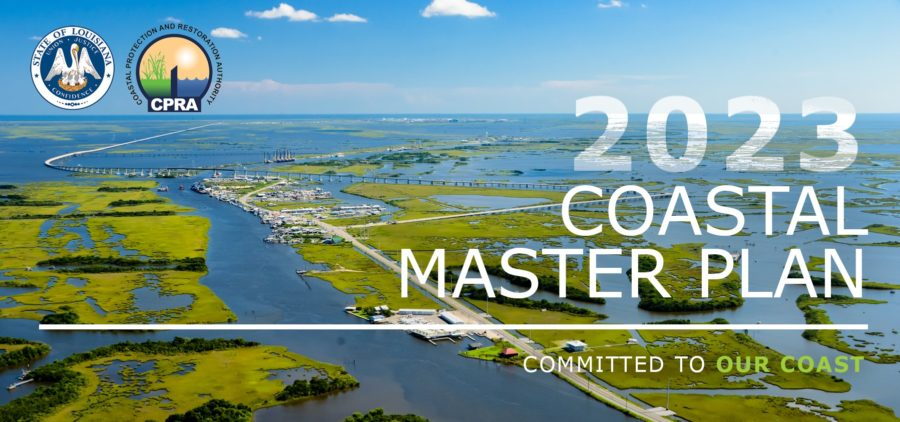 STATE OF LOUISIANA
UNION · JUSTICE
CONFIDENCE
COASTAL PROTECTION AND RESTORATION AUTHORITY
CPRA
2023
COASTAL
MASTER PLAN
COMMITTED TO OUR COAST